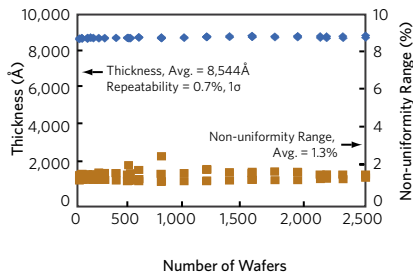 10,000
8,000
6,000
4,000
2,000
0
Thickness (Å)
Thickness, Avg. = 8,544Å
Repeatability = 0.7%, 1σ
Non-uniformity Range,
Avg. = 1.3%
10
8
6
4
2
0
Non-uniformity Range (%)
0
500
1,000
1,500
2,000
2,500
Number of Wafers